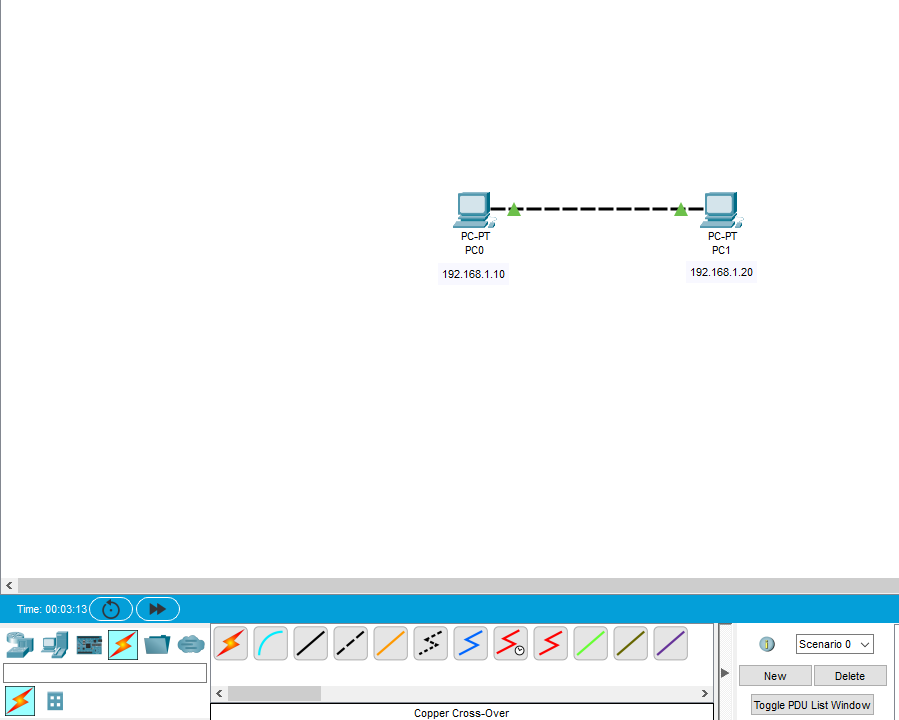 PC-PT
PC0
192.168.1.10
PC-PT
PC1
192.168.1.20
Time: 00:03:13
Scenario 0
New
Delete
Toggle PDU List Window
Copper Cross-Over